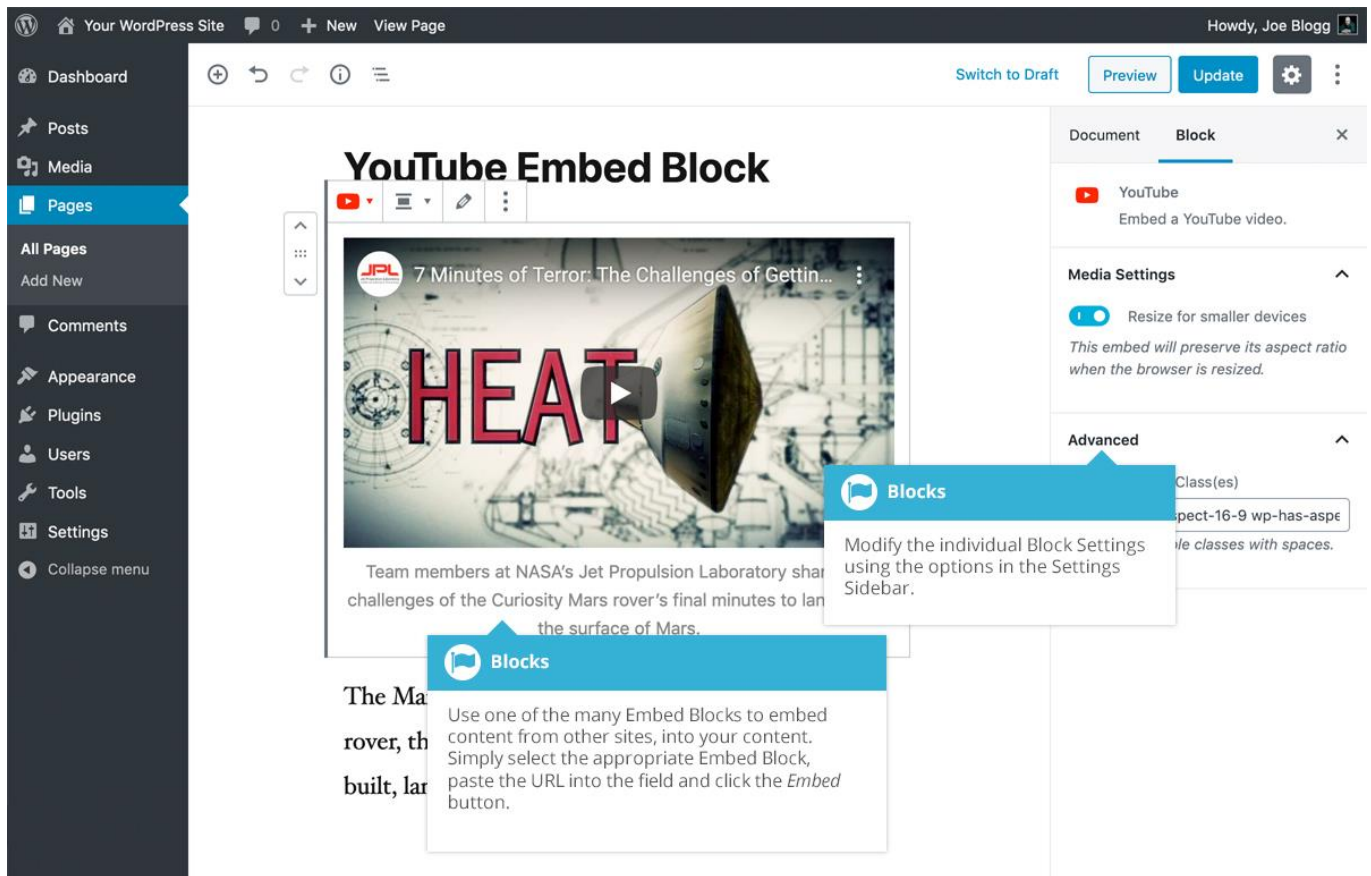 Your WordPress Site 0 New View Page Howdy, Joe Blogg
Dashboard
Posts
Media
Pages
All Pages
Add New
Comments
Appearance
Plugins
Users
Tools
Settings
Collapse menu
Switch to Draft Preview Update
YouTube Embed Block
JPL 7 Minutes of Terror: The Challenges of Gettin...
HEAT
Team members at NASA's Jet Propulsion Laboratory shar
challenges of the Curiosity Mars rover's final minutes to lan
the surface of Mars.
The Ma
rover, th
built, lan
Blocks
Use one of the many Embed Blocks to embed
content from other sites, into your content.
Simply select the appropriate Embed Block,
paste the URL into the field and click the Embed
button.
Document Block
YouTube
Embed a YouTube video.
Media Settings
Resize for smaller devices
This embed will preserve its aspect ratio
when the browser is resized.
Advanced
Class(es)
pect-16-9 wp-has-aspe
le classes with spaces.
Blocks
Modify the individual Block Settings
using the options in the Settings
Sidebar.